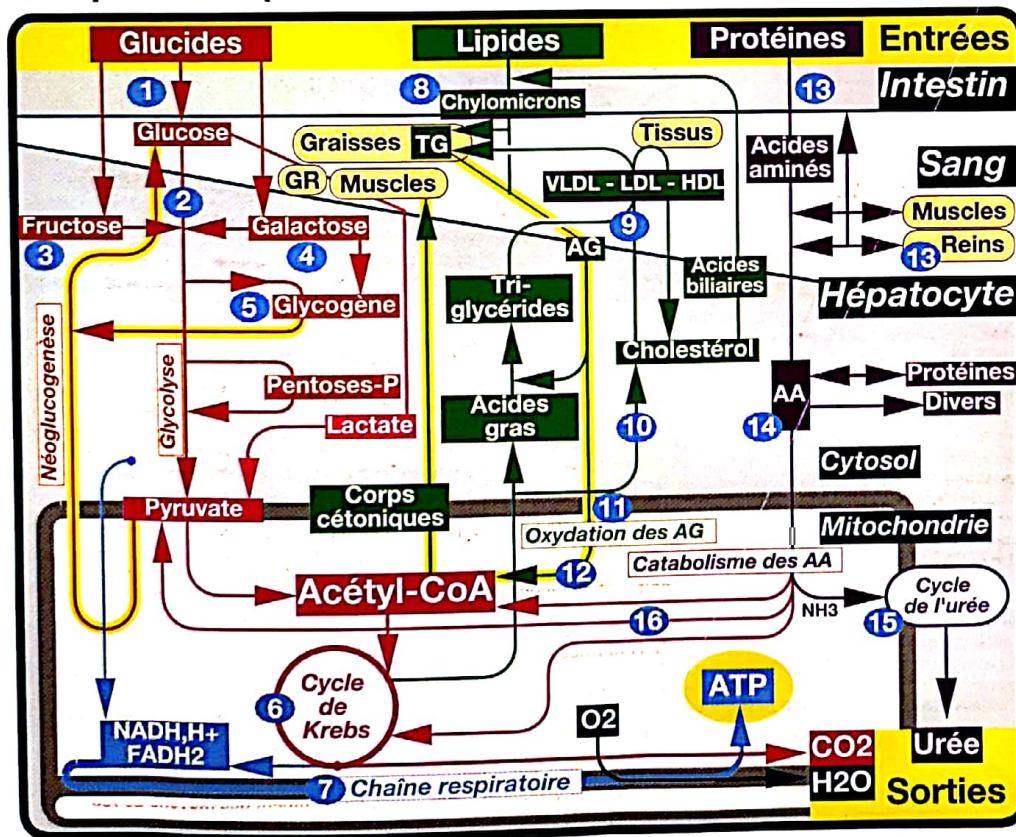 Glucides
Lipides
Protéines
Entrées
Intestin
1
8
13
Chylomicrons
Glucose
Graisses TG
Tissus
Acides
aminés
Sang
GR
Muscles
VLDL - LDL - HDL
2
Fructose
Galactose
9
Muscles
3
4
AG
13
Reins
Acides
biliaires
5
Glycogène
Tri-
glycérides
Hépatocyte
Néoglucogenèse
Glycolyse
Cholestérol
Pentoses-P
AA
Protéines
Divers
Lactate
Acides
gras
10
14
Cytosol
Pyruvate
Corps
cétoniques
11
Oxydation des AG
Mitochondrie
12
Catabolisme des AA
Acétyl-CoA
NH3
Cycle
de l'urée
15
16
6
Cycle
de
Krebs
ATP
NADH,H+
FADH2
O2
CO2
Urée
7
Chaîne respiratoire
H2O
Sorties